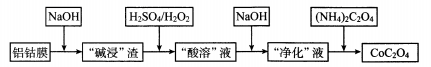 NaOH
H₂SO₄/H₂O₂
NaOH
(NH₄)₂C₂O₄
铝钴膜
“碱浸”渣
“酸溶”液
“净化”液
CoC₂O₄